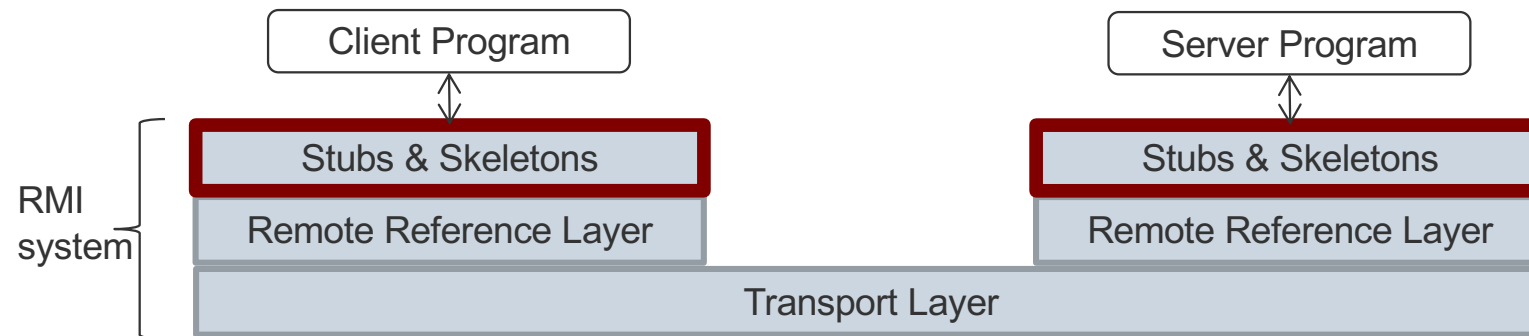 Client Program
Server Program
Stubs & Skeletons
Stubs & Skeletons
RMI
system
Remote Reference Layer
Remote Reference Layer
Transport Layer